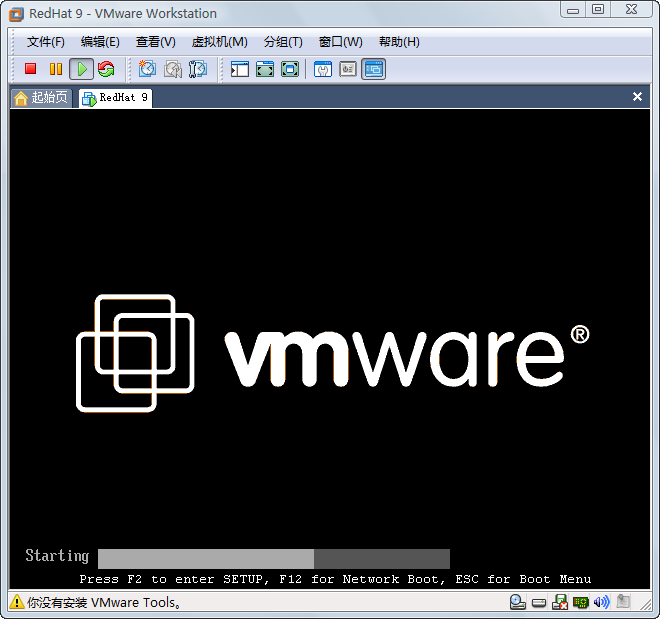 RedHat 9 - VMware Workstation
文件(F) 编辑(E) 查看(V) 虚拟机(M) 分组(T) 窗口(W) 帮助(H)
起始页 RedHat 9
vmware®
Starting
Press F2 to enter SETUP, F12 for Network Boot, ESC for Boot Menu
你没有安装 VMware Tools。